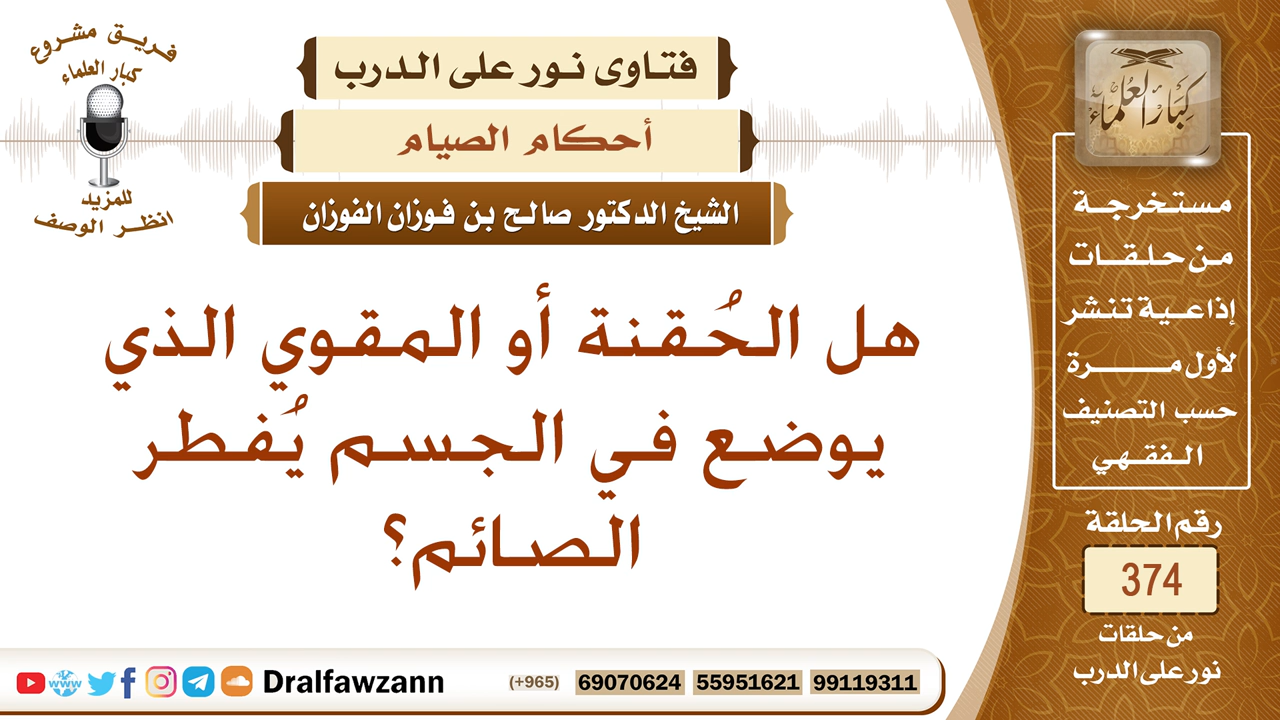 فريق مشروع
كبار العلماء
للمزيد
انظر الوصف
فتاوى نور على الدرب
أحكام الصيام
الشيخ الدكتور صالح بن فوزان الفوزان
هل الحُقنة أو المقوي الذي
يوضع في الجسم يُفطر
الصائم؟
كبار العلماء
مستخرجة
من حلقات
إذاعية تنشر
لأول مرة
حسب التصنيف
الفقهي
رقم الحلقة
374
من حلقات
نور على الدرب
www
Dralfawzann (+965) 69070624 55951621 99119311